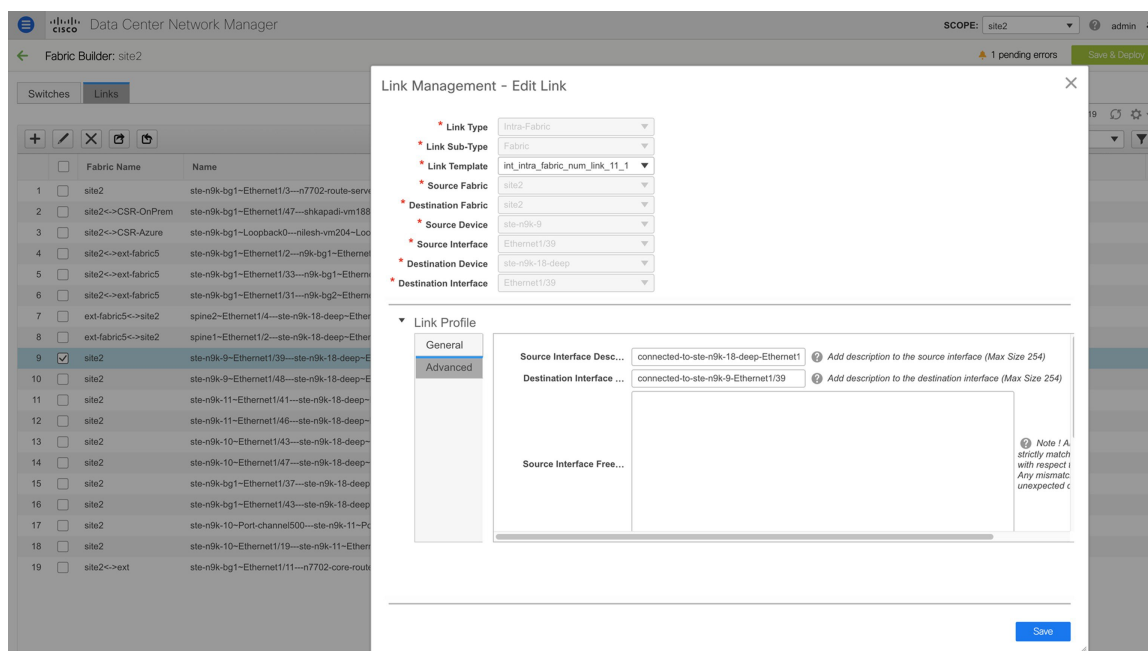 cisco Data Center Network Manager SCOPE: site2 admin
Fabric Builder: site2 1 pending errors Save & Deploy
Switches Links
19
Fabric Name Name
1 site2 ste-n9k-bg1~Ethernet1/3---n7702-route-serve
2 site2<->CSR-OnPrem ste-n9k-bg1~Ethernet1/47---shkapadi-vm188
3 site2<->CSR-Azure ste-n9k-bg1~Loopback0---nilesh-vm204~Loo
4 site2<->ext-fabric5 ste-n9k-bg1~Ethernet1/2---n9k-bg1~Ethernet
5 site2<->ext-fabric5 ste-n9k-bg1~Ethernet1/33---n9k-bg1~Ethern
6 site2<->ext-fabric5 ste-n9k-bg1~Ethernet1/31---n9k-bg2~Ethern
7 ext-fabric5<->site2 spine2~Ethernet1/4---ste-n9k-18-deep~Ether
8 ext-fabric5<->site2 spine1~Ethernet1/2---ste-n9k-18-deep~Ether
9 site2 ste-n9k-9~Ethernet1/39---ste-n9k-18-deep~E
10 site2 ste-n9k-9~Ethernet1/48---ste-n9k-18-deep~E
11 site2 ste-n9k-11~Ethernet1/41---ste-n9k-18-deep~
12 site2 ste-n9k-11~Ethernet1/46---ste-n9k-18-deep~
13 site2 ste-n9k-10~Ethernet1/43---ste-n9k-18-deep~
14 site2 ste-n9k-10~Ethernet1/47---ste-n9k-18-deep~
15 site2 ste-n9k-bg1~Ethernet1/37---ste-n9k-18-deep
16 site2 ste-n9k-bg1~Ethernet1/43---ste-n9k-18-deep
17 site2 ste-n9k-10~Port-channel500---ste-n9k-11~Po
18 site2 ste-n9k-10~Ethernet1/19---ste-n9k-11~Ethern
19 site2<->ext ste-n9k-bg1~Ethernet1/11---n7702-core-route
Link Management - Edit Link
* Link Type Intra-Fabric
* Link Sub-Type Fabric
* Link Template int_intra_fabric_num_link_11_1
* Source Fabric site2
* Destination Fabric site2
* Source Device ste-n9k-9
* Source Interface Ethernet1/39
* Destination Device ste-n9k-18-deep
* Destination Interface Ethernet1/39
Link Profile
General
Advanced
Source Interface Desc... connected-to-ste-n9k-18-deep-Ethernet1 Add description to the source interface (Max Size 254)
Destination Interface ... connected-to-ste-n9k-9-Ethernet1/39 Add description to the destination interface (Max Size 254)
Source Interface Free...
Note ! A
strictly match
with respect t
Any mismatc
unexpected c
Save